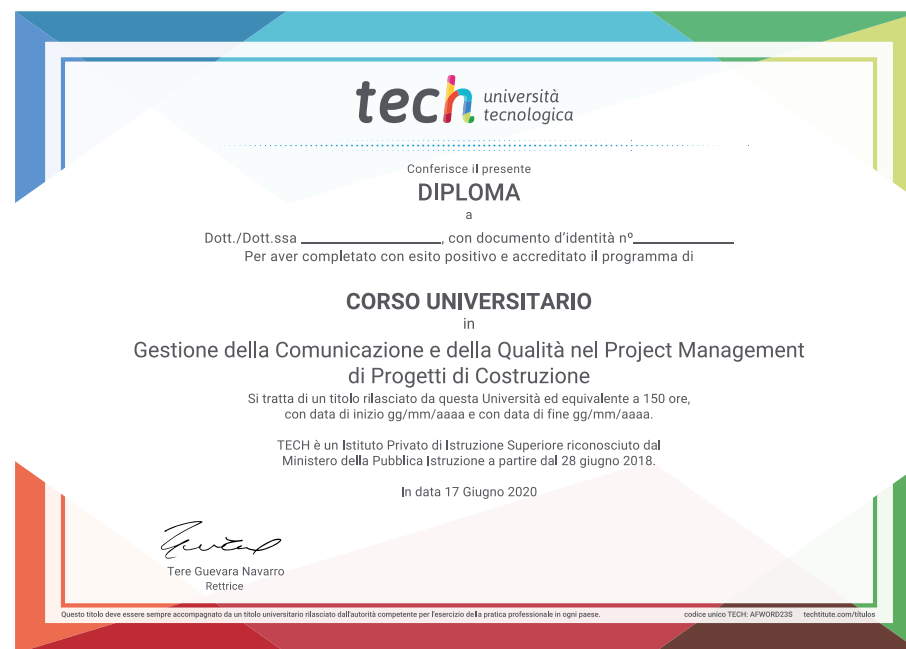 tech università
tecnologica
Conferisce il presente
DIPLOMA
a
Dott./Dott.ssa ____________________, con documento d'identità nº______________
Per aver completato con esito positivo e accreditato il programma di
CORSO UNIVERSITARIO
in
Gestione della Comunicazione e della Qualità nel Project Management
di Progetti di Costruzione
Si tratta di un titolo rilasciato da questa Università ed equivalente a 150 ore,
con data di inizio gg/mm/aaaa e con data di fine gg/mm/aaaa.
TECH è un Istituto Privato di Istruzione Superiore riconosciuto dal
Ministero della Pubblica Istruzione a partire dal 28 giugno 2018.
In data 17 Giugno 2020
Tere Guevara Navarro
Rettrice
Questo titolo deve essere sempre accompagnato da un titolo universitario rilasciato dall'autorità competente per l'esercizio della pratica professionale in ogni paese. codice unico TECH: AFWORD23S techtitute.com/títulos